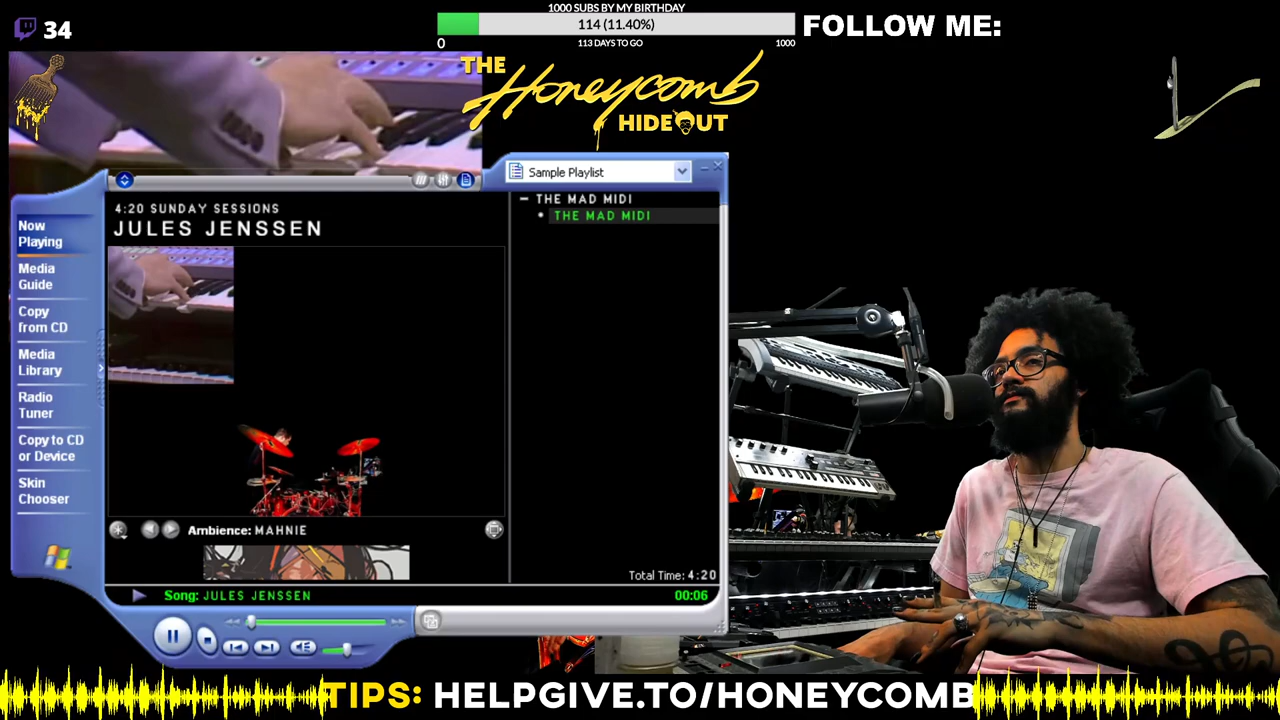 34
1000 SUBS BY MY BIRTHDAY
114 (11.40%)
0
113 DAYS TO GO
1000
FOLLOW ME:
THE
Honeycomb
HIDEOUT
Sample Playlist
4:20 SUNDAY SESSIONS
JULES JENSSEN
THE MAD MIDI
THE MAD MIDI
Now
Playing
Media
Guide
Copy
from CD
Media
Library
Radio
Tuner
Copy to CD
or Device
Skin
Chooser
Ambience: MAHNIE
Total Time: 4:20
Song: JULES JENSSEN
00:06
TIPS: HELPGIVE.TO/HONEYCOMB